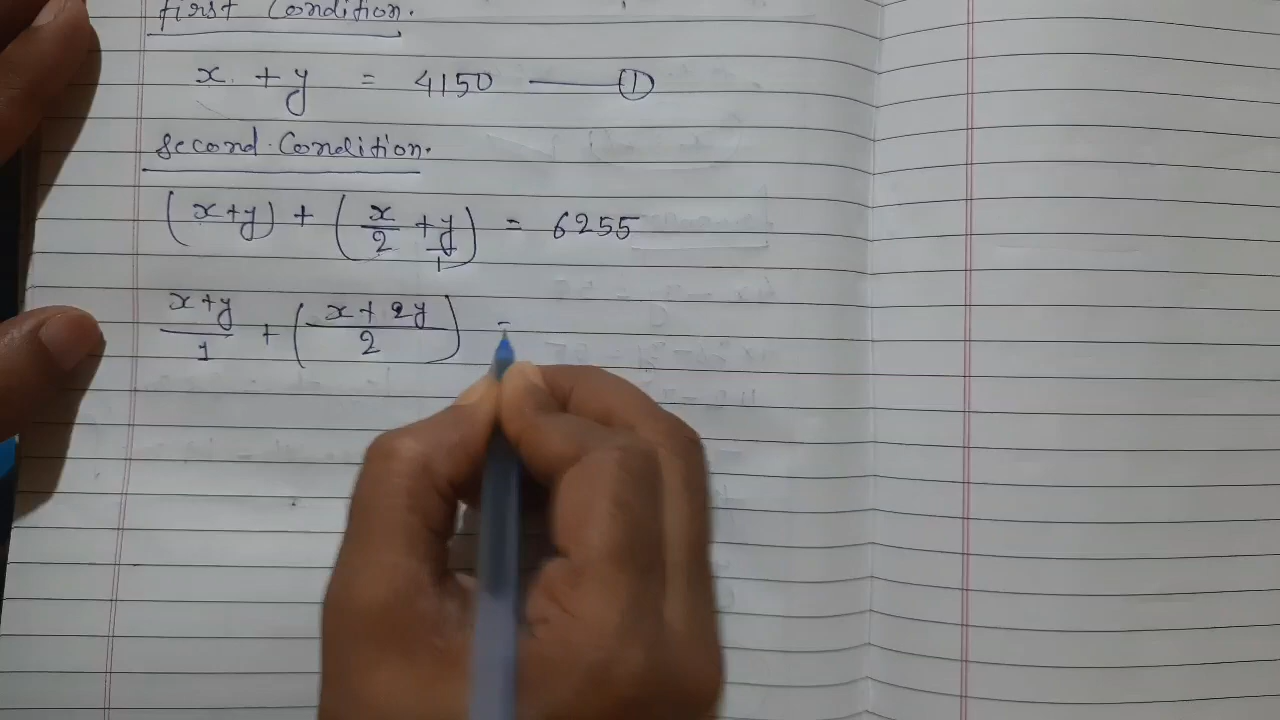 First Condition.
x + y = 4150 —— ①
Second Condition.
(x+y) + (x/2 + y/1) = 6255
x+y/1 + (x + 2y/2) =